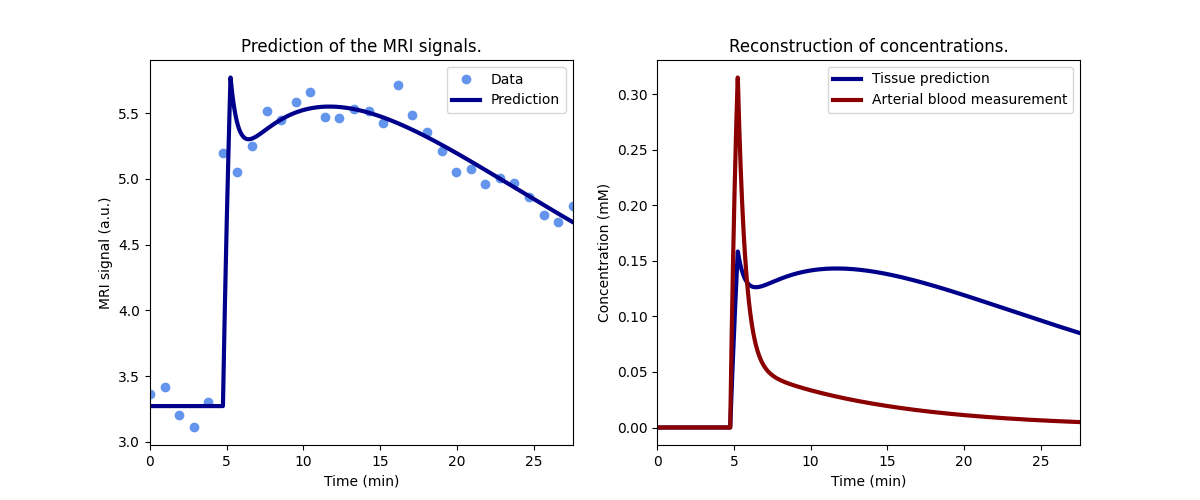 Prediction of the MRI signals.
Data
Prediction
MRI signal (a.u.)
5.5
5.0
4.5
4.0
3.5
3.0
0 5 10 15 20 25
Time (min)
Reconstruction of concentrations.
Tissue prediction
Arterial blood measurement
Concentration (mM)
0.30
0.25
0.20
0.15
0.10
0.05
0.00
0 5 10 15 20 25
Time (min)